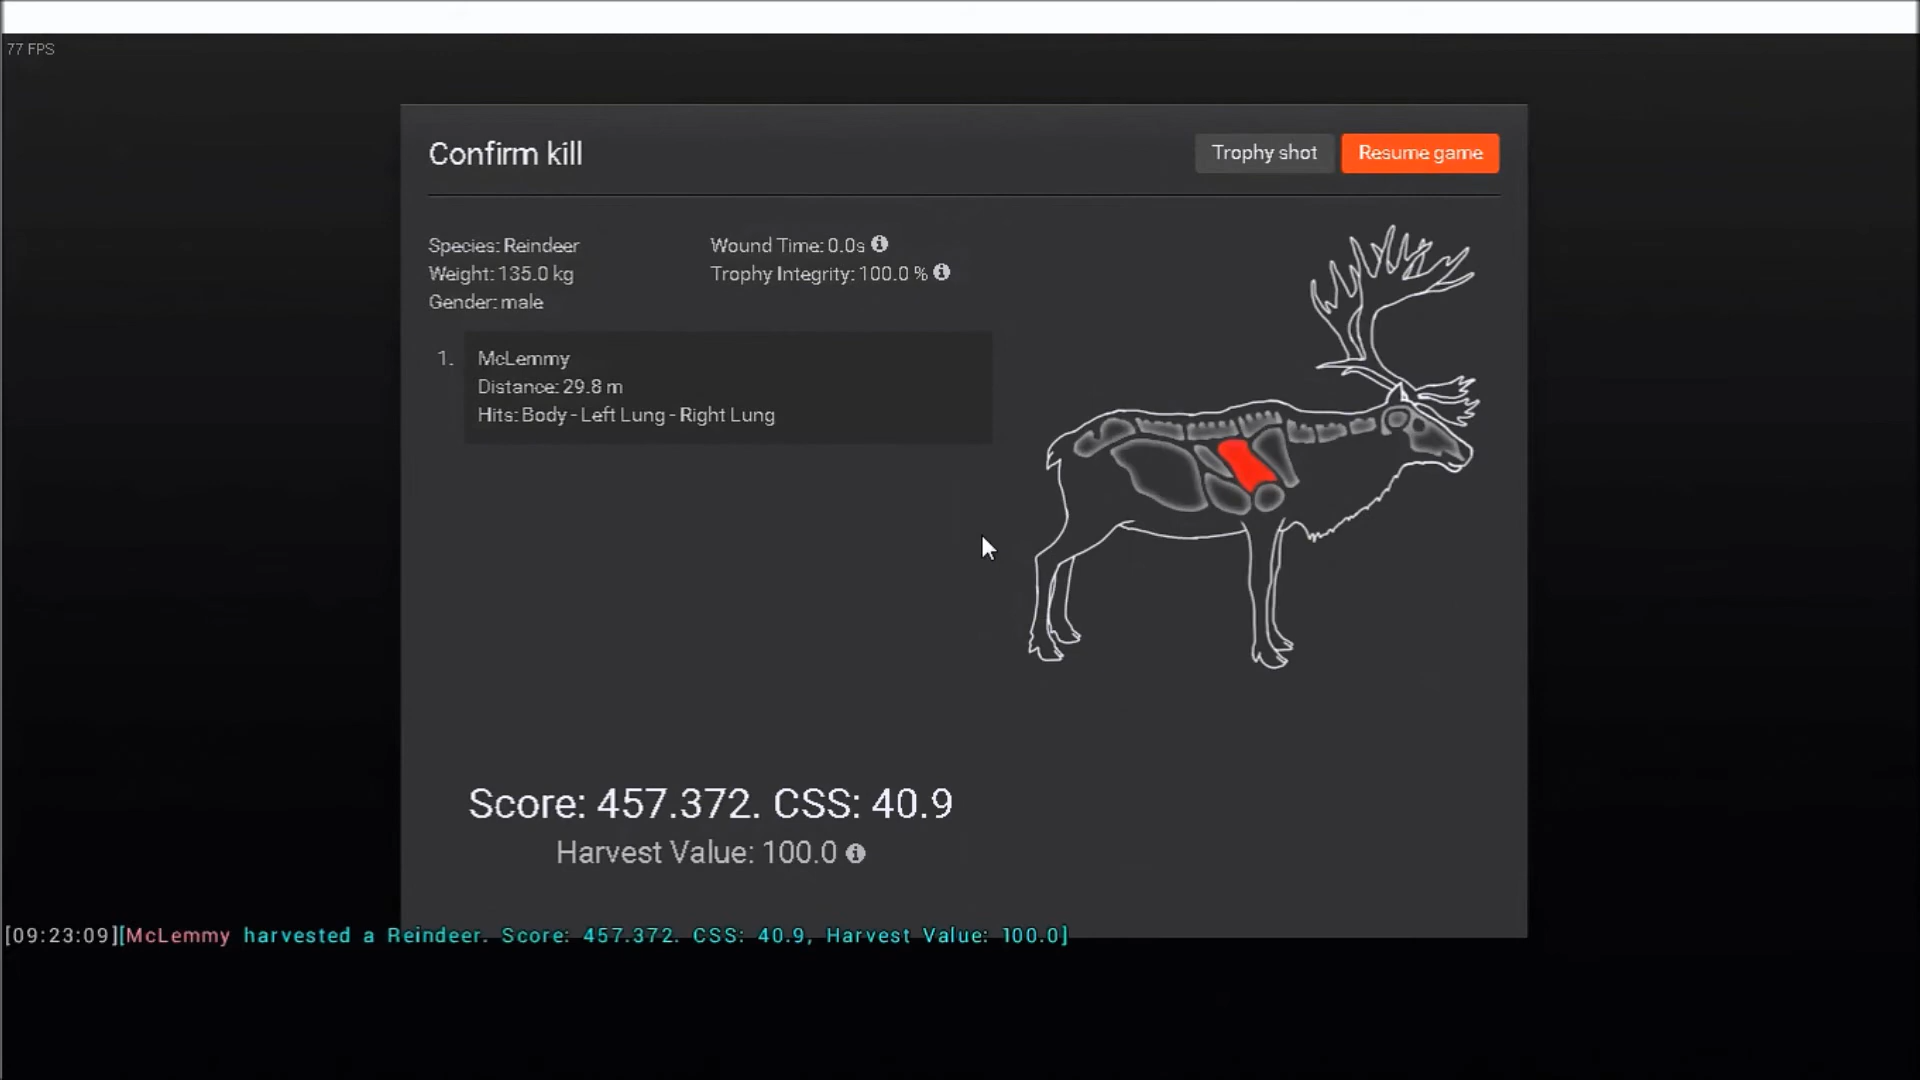 77 FPS
Confirm kill
Trophy shot
Resume game
Species: Reindeer
Weight: 135.0 kg
Gender: male
Wound Time: 0.0s
Trophy Integrity: 100.0 %
1.
McLemmy
Distance: 29.8 m
Hits: Body - Left Lung - Right Lung
Score: 457.372. CSS: 40.9
Harvest Value: 100.0
[09:23:09][McLemmy harvested a Reindeer. Score: 457.372. CSS: 40.9, Harvest Value: 100.0]